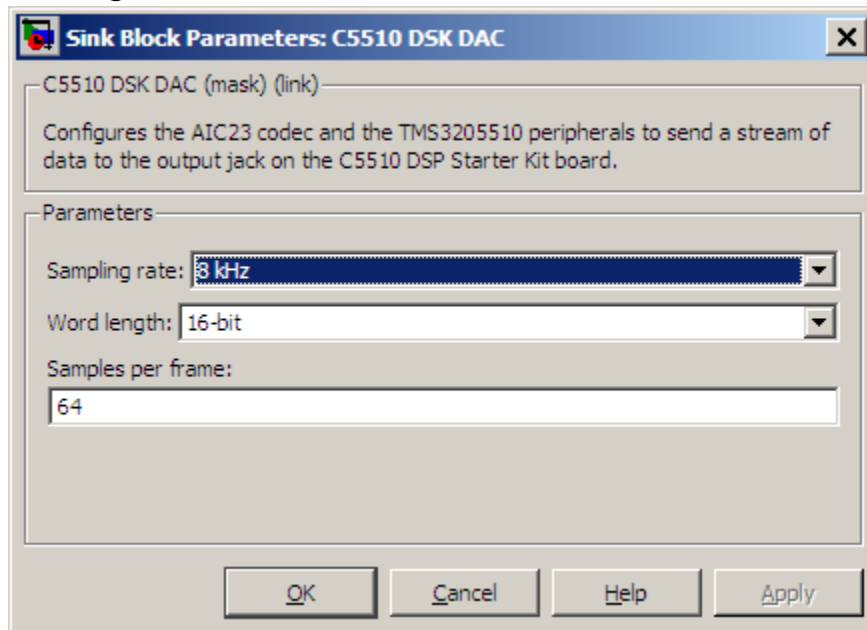 Sink Block Parameters: C5510 DSK DAC
C5510 DSK DAC (mask) (link)
Configures the AIC23 codec and the TMS3205510 peripherals to send a stream of
data to the output jack on the C5510 DSP Starter Kit board.
Parameters
Sampling rate: 8 kHz
Word length: 16-bit
Samples per frame:
64
OK Cancel Help Apply